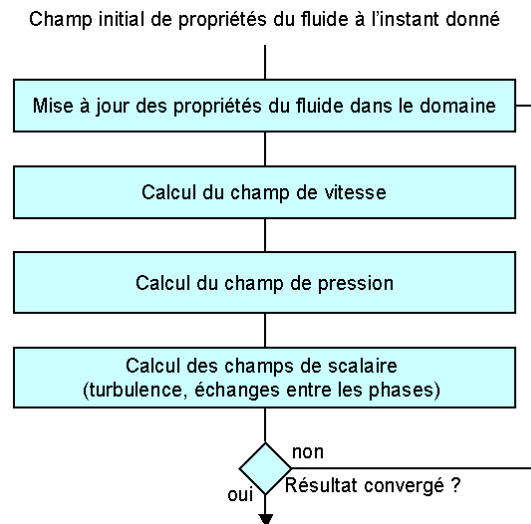 Champ initial de propriétés du fluide à l'instant donné
Mise à jour des propriétés du fluide dans le domaine
Calcul du champ de vitesse
Calcul du champ de pression
Calcul des champs de scalaire
(turbulence, échanges entre les phases)
non
Résultat convergé ?
oui